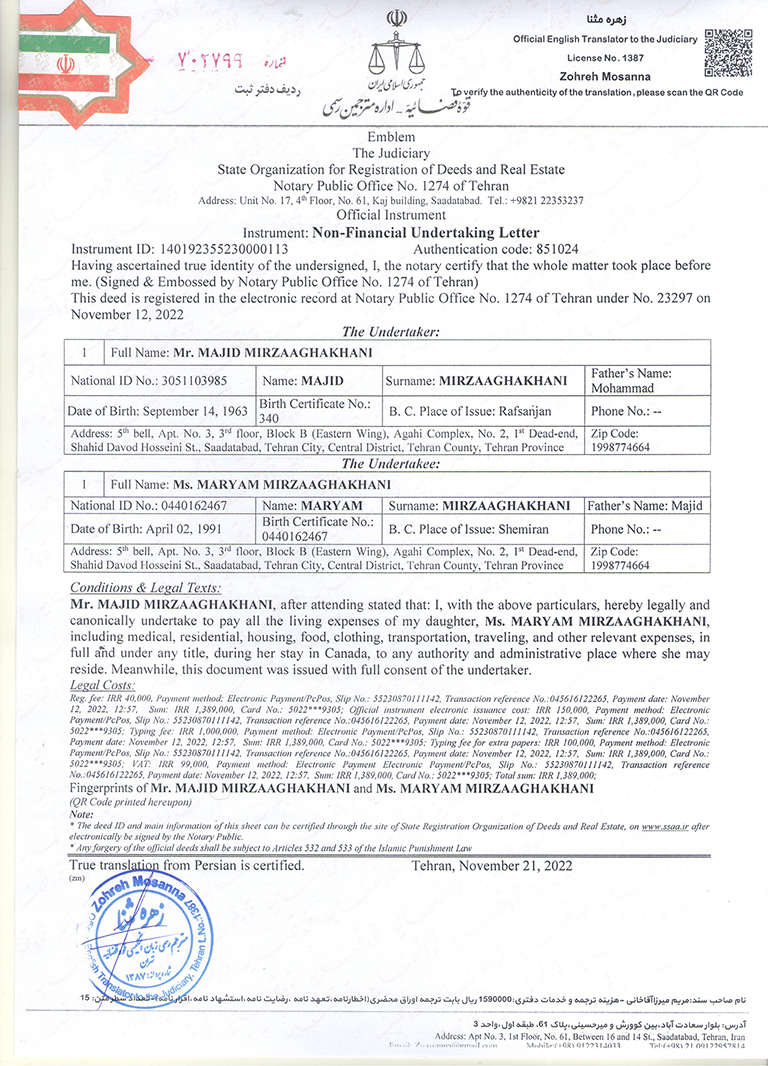 زهره مثنا
Official English Translator to the Judiciary
License No. 1387
Zohreh Mosanna
To verify the authenticity of the translation, please scan the QR Code
شماره ۷۰۲۷۹۹
ردیف دفتر ثبت
جمهوری اسلامی ایران
قوه قضائیه - اداره مترجمین رسمی
Emblem
The Judiciary
State Organization for Registration of Deeds and Real Estate
Notary Public Office No. 1274 of Tehran
Address: Unit No. 17, 4th Floor, No. 61, Kaj building, Saadatabad. Tel.: +9821 22353237
Official Instrument
Instrument: Non-Financial Undertaking Letter
Instrument ID: 140192355230000113 Authentication code: 851024
Having ascertained true identity of the undersigned, I, the notary certify that the whole matter took place before
me. (Signed & Embossed by Notary Public Office No. 1274 of Tehran)
This deed is registered in the electronic record at Notary Public Office No. 1274 of Tehran under No. 23297 on
November 12, 2022
The Undertaker:
1 Full Name: Mr. MAJID MIRZAAGHAKHANI
National ID No.: 3051103985 Name: MAJID Surname: MIRZAAGHAKHANI Father's Name: Mohammad
Date of Birth: September 14, 1963 Birth Certificate No.: 340 B. C. Place of Issue: Rafsanjan Phone No.: --
Address: 5th bell, Apt. No. 3, 3rd floor, Block B (Eastern Wing), Agahi Complex, No. 2, 1st Dead-end, Zip Code:
Shahid Davod Hosseini St., Saadatabad, Tehran City, Central District, Tehran County, Tehran Province 1998774664
The Undertakee:
1 Full Name: Ms. MARYAM MIRZAAGHAKHANI
National ID No.: 0440162467 Name: MARYAM Surname: MIRZAAGHAKHANI Father's Name: Majid
Date of Birth: April 02, 1991 Birth Certificate No.: 0440162467 B. C. Place of Issue: Shemiran Phone No.: --
Address: 5th bell, Apt. No. 3, 3rd floor, Block B (Eastern Wing), Agahi Complex, No. 2, 1st Dead-end, Zip Code:
Shahid Davod Hosseini St., Saadatabad, Tehran City, Central District, Tehran County, Tehran Province 1998774664
Conditions & Legal Texts:
Mr. MAJID MIRZAAGHAKHANI, after attending stated that: I, with the above particulars, hereby legally and
canonically undertake to pay all the living expenses of my daughter, Ms. MARYAM MIRZAAGHAKHANI,
including medical, residential, housing, food, clothing, transportation, traveling, and other relevant expenses, in
full and under any title, during her stay in Canada, to any authority and administrative place where she may
reside. Meanwhile, this document was issued with full consent of the undertaker.
Legal Costs:
Reg. fee: IRR 40,000, Payment method: Electronic Payment/PcPos, Slip No.: 55230870111142, Transaction reference No.:045616122265, Payment date: November
12, 2022, 12:57, Sum: IRR 1,389,000, Card No.: 5022***9305; Official instrument electronic issuance cost: IRR 150,000, Payment method: Electronic
Payment/PcPos, Slip No.: 55230870111142, Transaction reference No.:045616122265, Payment date: November 12, 2022, 12:57, Sum: IRR 1,389,000, Card No.:
5022***9305; Typing fee: IRR 1,000,000, Payment method: Electronic Payment/PcPos, Slip No.: 55230870111142, Transaction reference No.:045616122265,
Payment date: November 12, 2022, 12:57, Sum: IRR 1,389,000, Card No.: 5022***9305; Typing fee for extra papers: IRR 100,000, Payment method: Electronic
Payment/PcPos, Slip No.: 55230870111142, Transaction reference No.:045616122265, Payment date: November 12, 2022, 12:57, Sum: IRR 1,389,000, Card No.:
5022***9305; VAT: IRR 99,000, Payment method: Electronic Payment Electronic Payment/PcPos, Slip No.: 55230870111142, Transaction reference
No.:045616122265, Payment date: November 12, 2022, 12:57, Sum: IRR 1,389,000, Card No.: 5022***9305; Total sum: IRR 1,389,000;
Fingerprints of Mr. MAJID MIRZAAGHAKHANI and Ms. MARYAM MIRZAAGHAKHANI
(QR Code printed hereupon)
Note:
* The deed ID and main information of this sheet can be certified through the site of State Registration Organization of Deeds and Real Estate, on www.ssaa.ir after
electronically be signed by the Notary Public.
* Any forgery of the official deeds shall be subject to Articles 532 and 533 of the Islamic Punishment Law
True translation from Persian is certified. Tehran, November 21, 2022
(zm)
Zohreh Mosanna
زهره مثنا
تهران
شماره پروانه: ۱۳۸۷
Translator to the Judiciary, Tehran L.No.1387
نام صاحب سند:مریم میرزاآقاخانی -هزینه ترجمه و خدمات دفتری:1590000 ریال بابت ترجمه اوراق محضری(اخطارنامه،تعهد نامه ،رضایت نامه،استشهاد نامه،اقرارنامه)-تعداد سطر متن: 15
آدرس: بلوار سعادت آباد،بین کوورش و میرحسینی،پلاک 61، طبقه اول،واحد 3
Address: Apt No. 3, 1st Floor, No. 61, Between 16 and 14 St., Saadatabad, Tehran, Iran